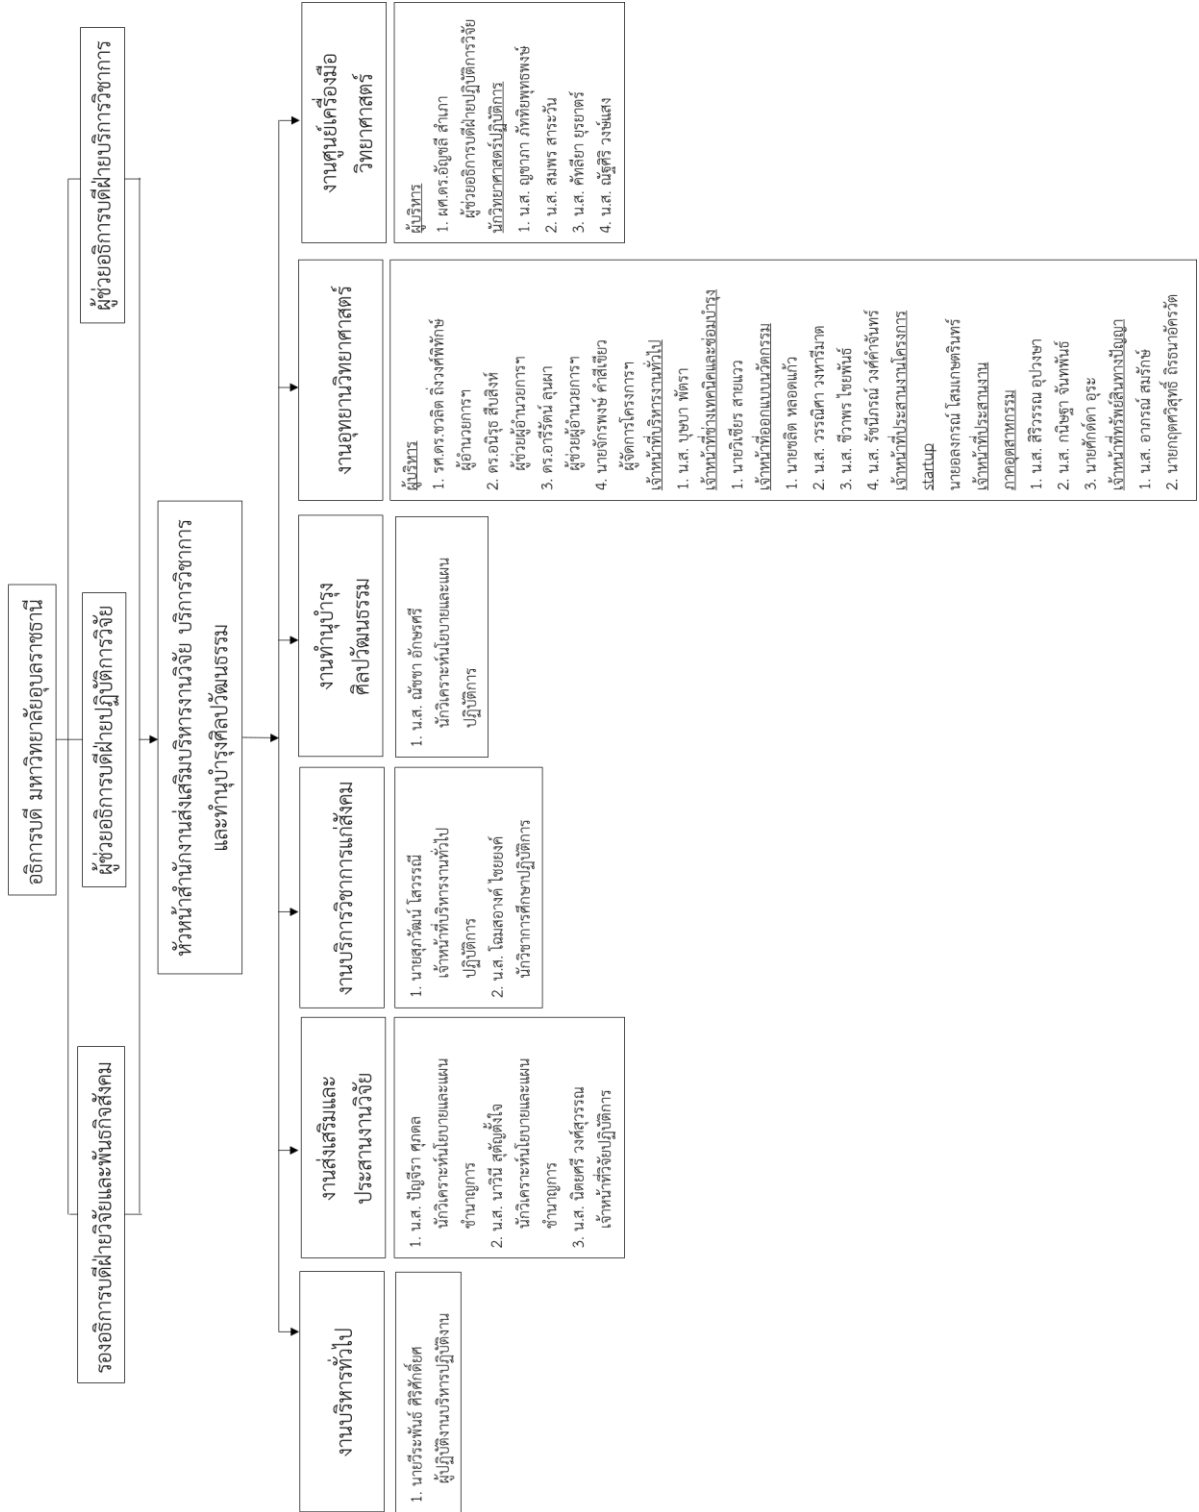 อธิการบดี มหาวิทยาลัยอุบลราชธานี
รองอธิการบดีฝ่ายวิจัยและพันธกิจสังคม
ผู้ช่วยอธิการบดีฝ่ายปฏิบัติการวิจัย
ผู้ช่วยอธิการบดีฝ่ายบริการวิชาการ
หัวหน้าสำนักงานส่งเสริมบริหารงานวิจัย บริการวิชาการ
และทำนุบำรุงศิลปวัฒนธรรม
งานบริหารทั่วไป
1. นายวีระพันธ์ ศิริศักดิ์ยศ
ผู้ปฏิบัติงานบริหารปฏิบัติงาน
งานส่งเสริมและ
ประสานงานวิจัย
1. น.ส. ปัญจีรา ศุภดล
นักวิเคราะห์นโยบายและแผน
ชำนาญการ
2. น.ส. นาวินี สุตัญตั้งใจ
นักวิเคราะห์นโยบายและแผน
ชำนาญการ
3. น.ส. นิตยศรี วงศ์สุวรรณ
เจ้าหน้าที่วิจัยปฏิบัติการ
งานบริการวิชาการแก่สังคม
1. นายสุภวัฒน์ โสวรรณี
เจ้าหน้าที่บริหารงานทั่วไป
ปฏิบัติการ
2. น.ส. โฉมสอางค์ ไชยยงค์
นักวิชาการศึกษาปฏิบัติการ
งานทำนุบำรุง
ศิลปวัฒนธรรม
1. น.ส. ณัชชา อักษรศรี
นักวิเคราะห์นโยบายและแผน
ปฏิบัติการ
งานอุทยานวิทยาศาสตร์
ผู้บริหาร
1. รศ.ดร.ชวลิต ถิ่นวงศ์พิทักษ์
ผู้อำนวยการฯ
2. ดร.อนิรุธ สืบสิงห์
ผู้ช่วยผู้อำนวยการฯ
3. ดร.อารีรัตน์ ลุนผา
ผู้ช่วยผู้อำนวยการฯ
4. นายจักรพงษ์ คำสีเขียว
ผู้จัดการโครงการฯ
เจ้าหน้าที่บริหารงานทั่วไป
1. น.ส. บุษบา พัตรา
เจ้าหน้าที่ช่างเทคนิคและซ่อมบำรุง
1. นายวิเชียร สายแวว
เจ้าหน้าที่ออกแบบนวัตกรรม
1. นายชลิต หลอดแก้ว
2. น.ส. วรรณิศา วงหารีมาต
3. น.ส. ชีวาพร ไชยพันธ์
4. น.ส. รัชนีภรณ์ วงค์คำจันทร์
เจ้าหน้าที่ประสานงานโครงการ
startup
นายอลงกรณ์ โสมเกษตรินทร์
เจ้าหน้าที่ประสานงาน
ภาคอุตสาหกรรม
1. น.ส. สิริวรรณ อุปวงษา
2. น.ส. กนิษฐา จันทพันธ์
3. นายศักดิ์ดา อุระ
เจ้าหน้าที่ทรัพย์สินทางปัญญา
1. น.ส. อาภรณ์ สมรักษ์
2. นายกฤตศวิสุทธิ์ ถิรธนาอัครวัต
งานศูนย์เครื่องมือ
วิทยาศาสตร์
ผู้บริหาร
1. ผศ.ดร.อัญชลี สำเภา
ผู้ช่วยอธิการบดีฝ่ายปฏิบัติการวิจัย
นักวิทยาศาสตร์ปฏิบัติการ
1. น.ส. ญชาภา ภัททิยพุทธพงษ์
2. น.ส. สมพร สาระวัน
3. น.ส. คัทลียา ยุรยาตร์
4. น.ส. ณัฐศิริ วงษ์แสง